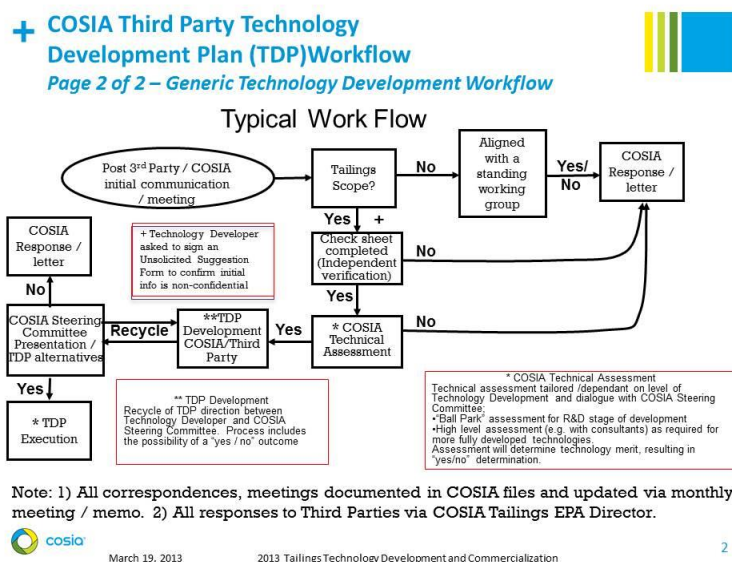 + COSIA Third Party Technology
Development Plan (TDP)Workflow
Page 2 of 2 – Generic Technology Development Workflow
Typical Work Flow
Post 3rd Party / COSIA
initial communication
/ meeting
Tailings
Scope?
No
Aligned
with a
standing
working
group
Yes/
No
COSIA
Response /
letter
Yes +
COSIA
Response /
letter
+ Technology Developer
asked to sign an
Unsolicited Suggestion
Form to confirm initial
info is non-confidential
Check sheet
completed
(Independent
verification)
No
No
Yes
COSIA Steering
Committee
Presentation /
TDP alternatives
Recycle
**TDP
Development
COSIA/Third
Party
Yes
* COSIA
Technical
Assessment
No
Yes
* TDP
Execution
** TDP Development
Recycle of TDP direction between
Technology Developer and COSIA
Steering Committee. Process includes
the possibility of a "yes / no" outcome
* COSIA Technical Assessment
Technical assessment tailored /dependant on level of
Technology Development and dialogue with COSIA Steering
Committee;
•"Ball Park" assessment for R&D stage of development
•High level assessment (e.g. with consultants) as required for
more fully developed technologies.
Assessment will determine technology merit, resulting in
"yes/no" determination.
Note: 1) All correspondences, meetings documented in COSIA files and updated via monthly
meeting / memo. 2) All responses to Third Parties via COSIA Tailings EPA Director.
cosia
March 19, 2013
2013 Tailings Technology Development and Commercialization
2